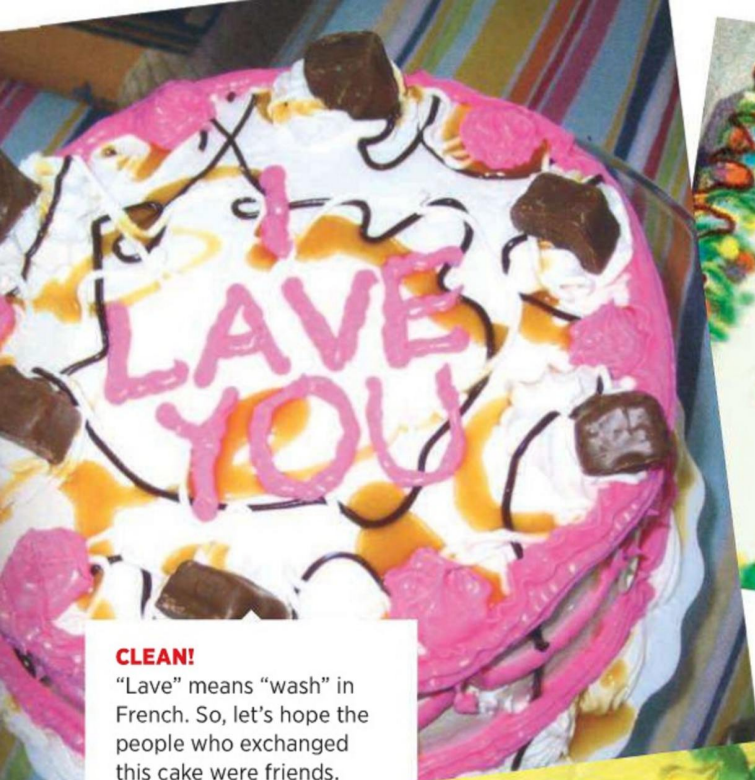 I
LAVE
YOU
CLEAN!
“Lave” means “wash” in
French. So, let’s hope the
people who exchanged
this cake were friends.